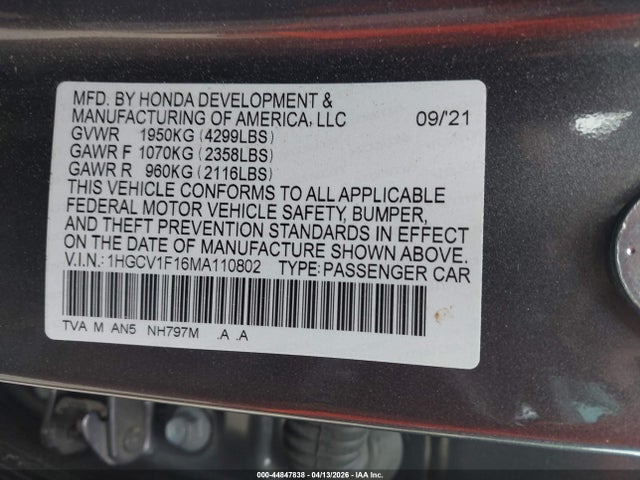 MFD. BY HONDA DEVELOPMENT &
MANUFACTURING OF AMERICA, LLC 09/'21
GVWR 1950KG (4299LBS)
GAWR F 1070KG (2358LBS)
GAWR R 960KG (2116LBS)
THIS VEHICLE CONFORMS TO ALL APPLICABLE
FEDERAL MOTOR VEHICLE SAFETY, BUMPER,
AND THEFT PREVENTION STANDARDS IN EFFECT
ON THE DATE OF MANUFACTURE SHOWN ABOVE.
V.I.N.: 1HGCV1F16MA110802 TYPE: PASSENGER CAR
TVA M AN5 NH797M .A .A
000-44847838 | 04/13/2026 | IAA Inc.